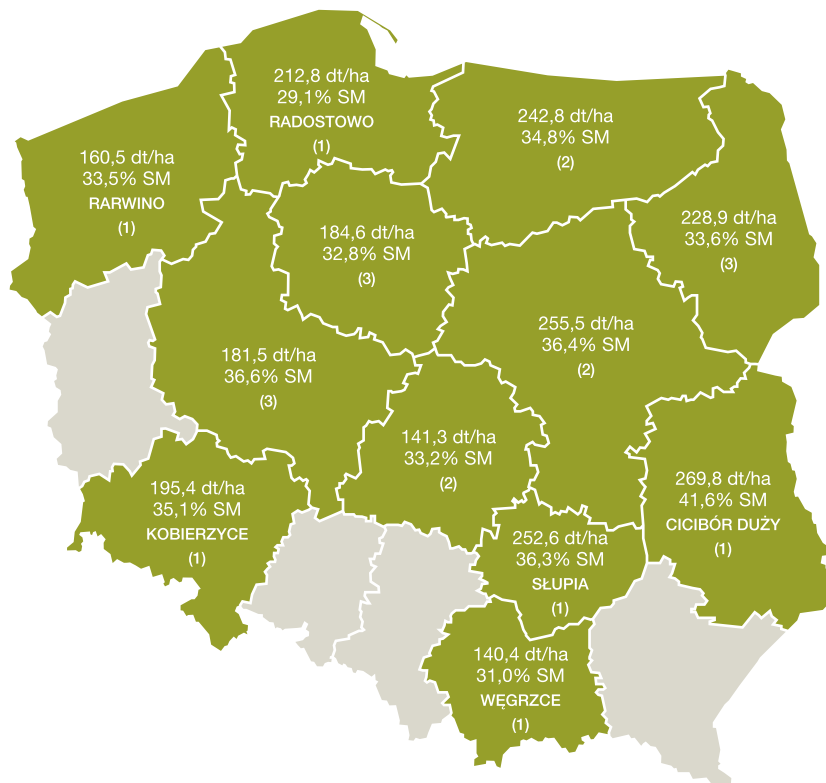 212,8 dt/ha
29,1% SM
RADOSTOWO
(1)
242,8 dt/ha
34,8% SM
(2)
160,5 dt/ha
33,5% SM
RARWINO
(1)
184,6 dt/ha
32,8% SM
(3)
228,9 dt/ha
33,6% SM
(3)
181,5 dt/ha
36,6% SM
(3)
255,5 dt/ha
36,4% SM
(2)
141,3 dt/ha
33,2% SM
(2)
195,4 dt/ha
35,1% SM
KOBIERZYCE
(1)
269,8 dt/ha
41,6% SM
CICIBÓR DUŻY
(1)
252,6 dt/ha
36,3% SM
SŁUPIA
(1)
140,4 dt/ha
31,0% SM
WĘGRZCE
(1)